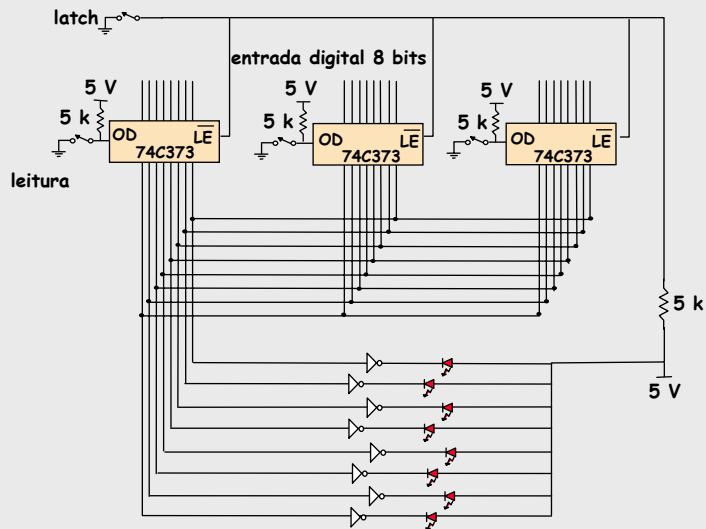 latch
entrada digital 8 bits
5 V
5 V
5 V
5 k
5 k
5 k
OD
LE
74C373
OD
LE
74C373
OD
LE
74C373
leitura
5 k
5 V